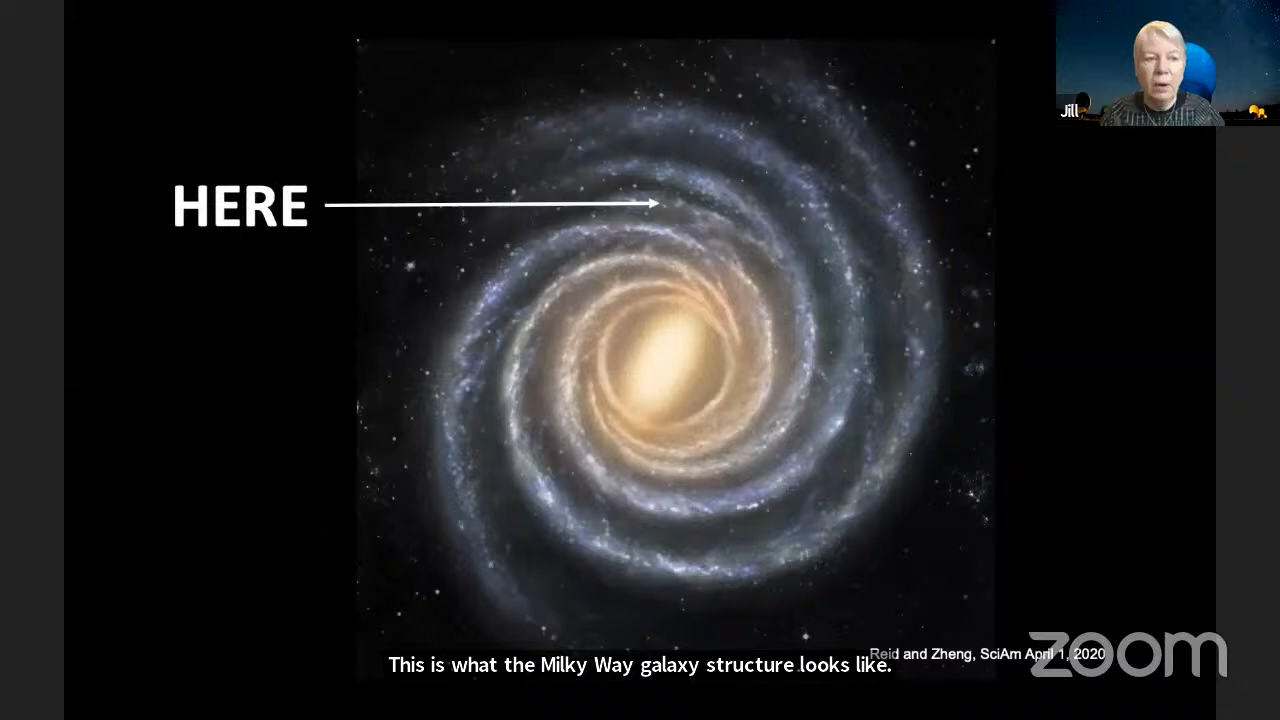 Jill
HERE
Reid and Zheng, SciAm April 1, 2020
This is what the Milky Way galaxy structure looks like.
zoom